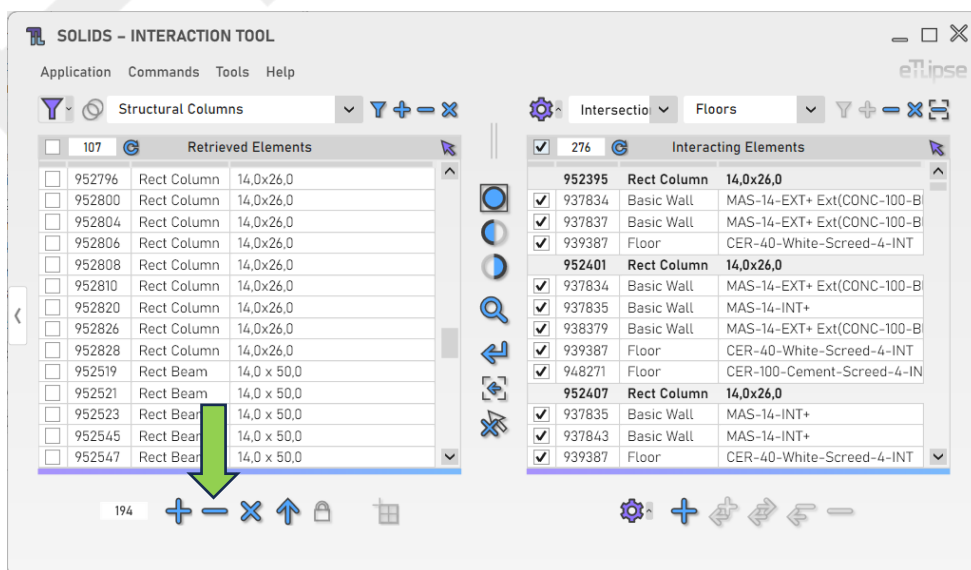 SOLIDS – INTERACTION TOOL
Application Commands Tools Help
eTLipse
Structural Columns
Intersectio Floors
107 Retrieved Elements
276 Interacting Elements
952796 Rect Column 14,0x26,0
952800 Rect Column 14,0x26,0
952804 Rect Column 14,0x26,0
952806 Rect Column 14,0x26,0
952808 Rect Column 14,0x26,0
952810 Rect Column 14,0x26,0
952820 Rect Column 14,0x26,0
952826 Rect Column 14,0x26,0
952828 Rect Column 14,0x26,0
952519 Rect Beam 14,0 x 50,0
952521 Rect Beam 14,0 x 50,0
952523 Rect Bear 14,0 x 50,0
952545 Rect Bear 14,0 x 50,0
952547 Rect Bear 14,0 x 50,0
952395 Rect Column 14,0x26,0
937834 Basic Wall MAS-14-EXT+ Ext(CONC-100-Bl
937837 Basic Wall MAS-14-EXT+ Ext(CONC-100-Bl
939387 Floor CER-40-White-Screed-4-INT
952401 Rect Column 14,0x26,0
937834 Basic Wall MAS-14-EXT+ Ext(CONC-100-Bl
937835 Basic Wall MAS-14-INT+
938379 Basic Wall MAS-14-EXT+ Ext(CONC-100-Bl
939387 Floor CER-40-White-Screed-4-INT
948271 Floor CER-100-Cement-Screed-4-IN
952407 Rect Column 14,0x26,0
937835 Basic Wall MAS-14-INT+
937843 Basic Wall MAS-14-INT+
939387 Floor CER-40-White-Screed-4-INT
194